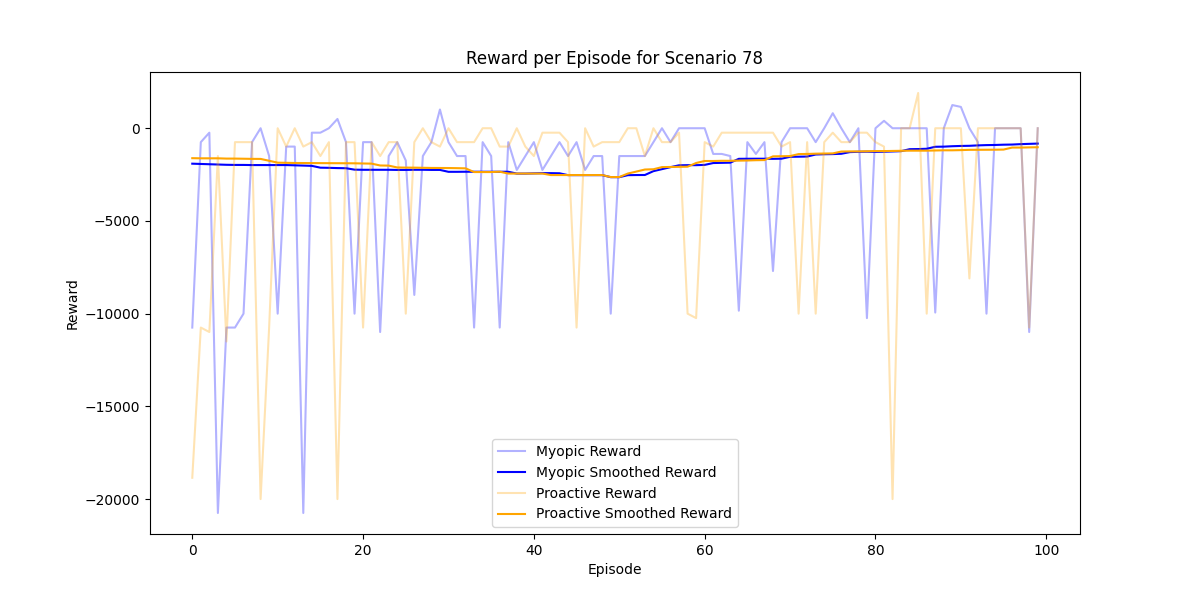 Reward per Episode for Scenario 78
Reward
0
−5000
−10000
−15000
−20000
Myopic Reward
Myopic Smoothed Reward
Proactive Reward
Proactive Smoothed Reward
0 20 40 60 80 100
Episode